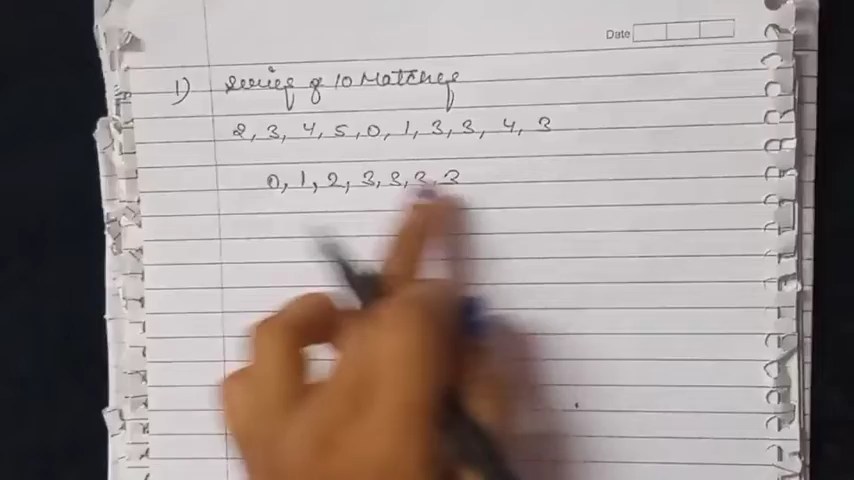 Date
1) Series of 10 Matches
2, 3, 4, 5, 0, 1, 3, 3, 4, 3
0, 1, 2, 3, 3, 3, 3